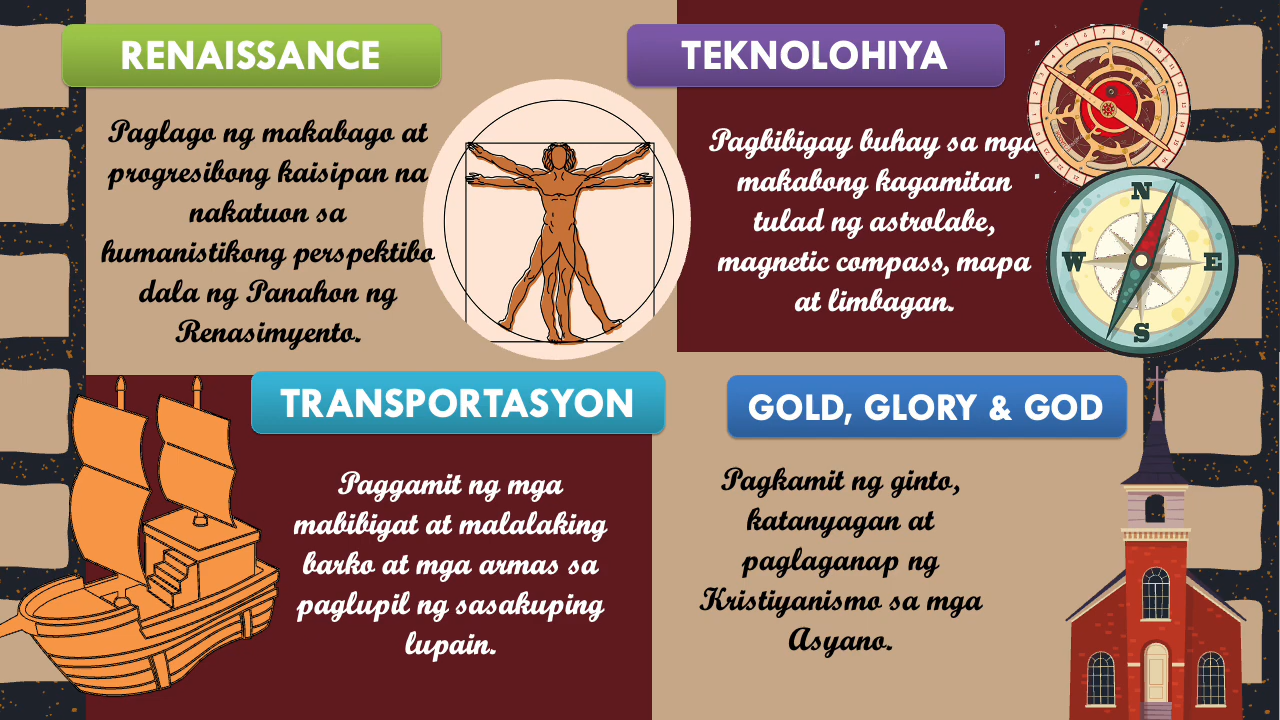 RENAISSANCE
Paglago ng makabago at
progresibong kaisipan na
nakatuon sa
humanistikong perspektibo
dala ng Panahon ng
Renasimyento.
TEKNOLOHIYA
Pagbibigay buhay sa mga
makabong kagamitan
tulad ng astrolabe,
magnetic compass, mapa
at limbagan.
N
W E
S
TRANSPORTASYON
Paggamit ng mga
mabibigat at malalaking
barko at mga armas sa
paglupil ng sasakuping
lupain.
GOLD, GLORY & GOD
Pagkamit ng ginto,
katanyagan at
paglaganap ng
Kristiyanismo sa mga
Asyano.